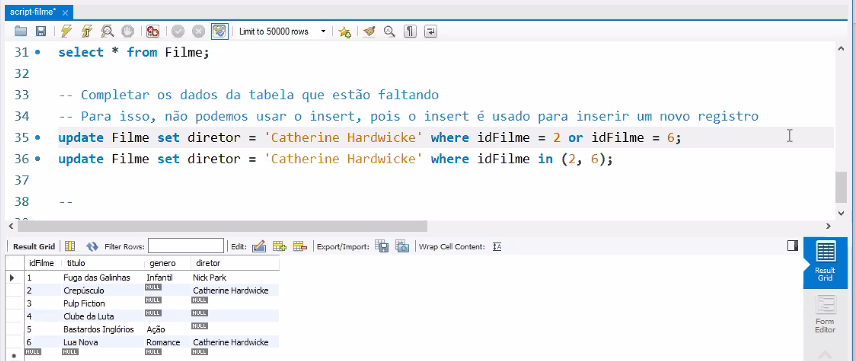 script-filme*
Limit to 50000 rows
31 select * from Filme;
32
33 -- Completar os dados da tabela que estão faltando
34 -- Para isso, não podemos usar o insert, pois o insert é usado para inserir um novo registro
35 update Filme set diretor = 'Catherine Hardwicke' where idFilme = 2 or idFilme = 6;
36 update Filme set diretor = 'Catherine Hardwicke' where idFilme in (2, 6);
37
38 --
Result Grid Filter Rows: Edit: Export/Import: Wrap Cell Content:
idFilme titulo genero diretor
1 Fuga das Galinhas Infantil Nick Park
2 Crepúsculo NULL Catherine Hardwicke
3 Pulp Fiction NULL NULL
4 Clube da Luta NULL NULL
5 Bastardos Inglórios Ação NULL
6 Lua Nova Romance Catherine Hardwicke
NULL NULL NULL NULL
Result
Grid
Form
Editor